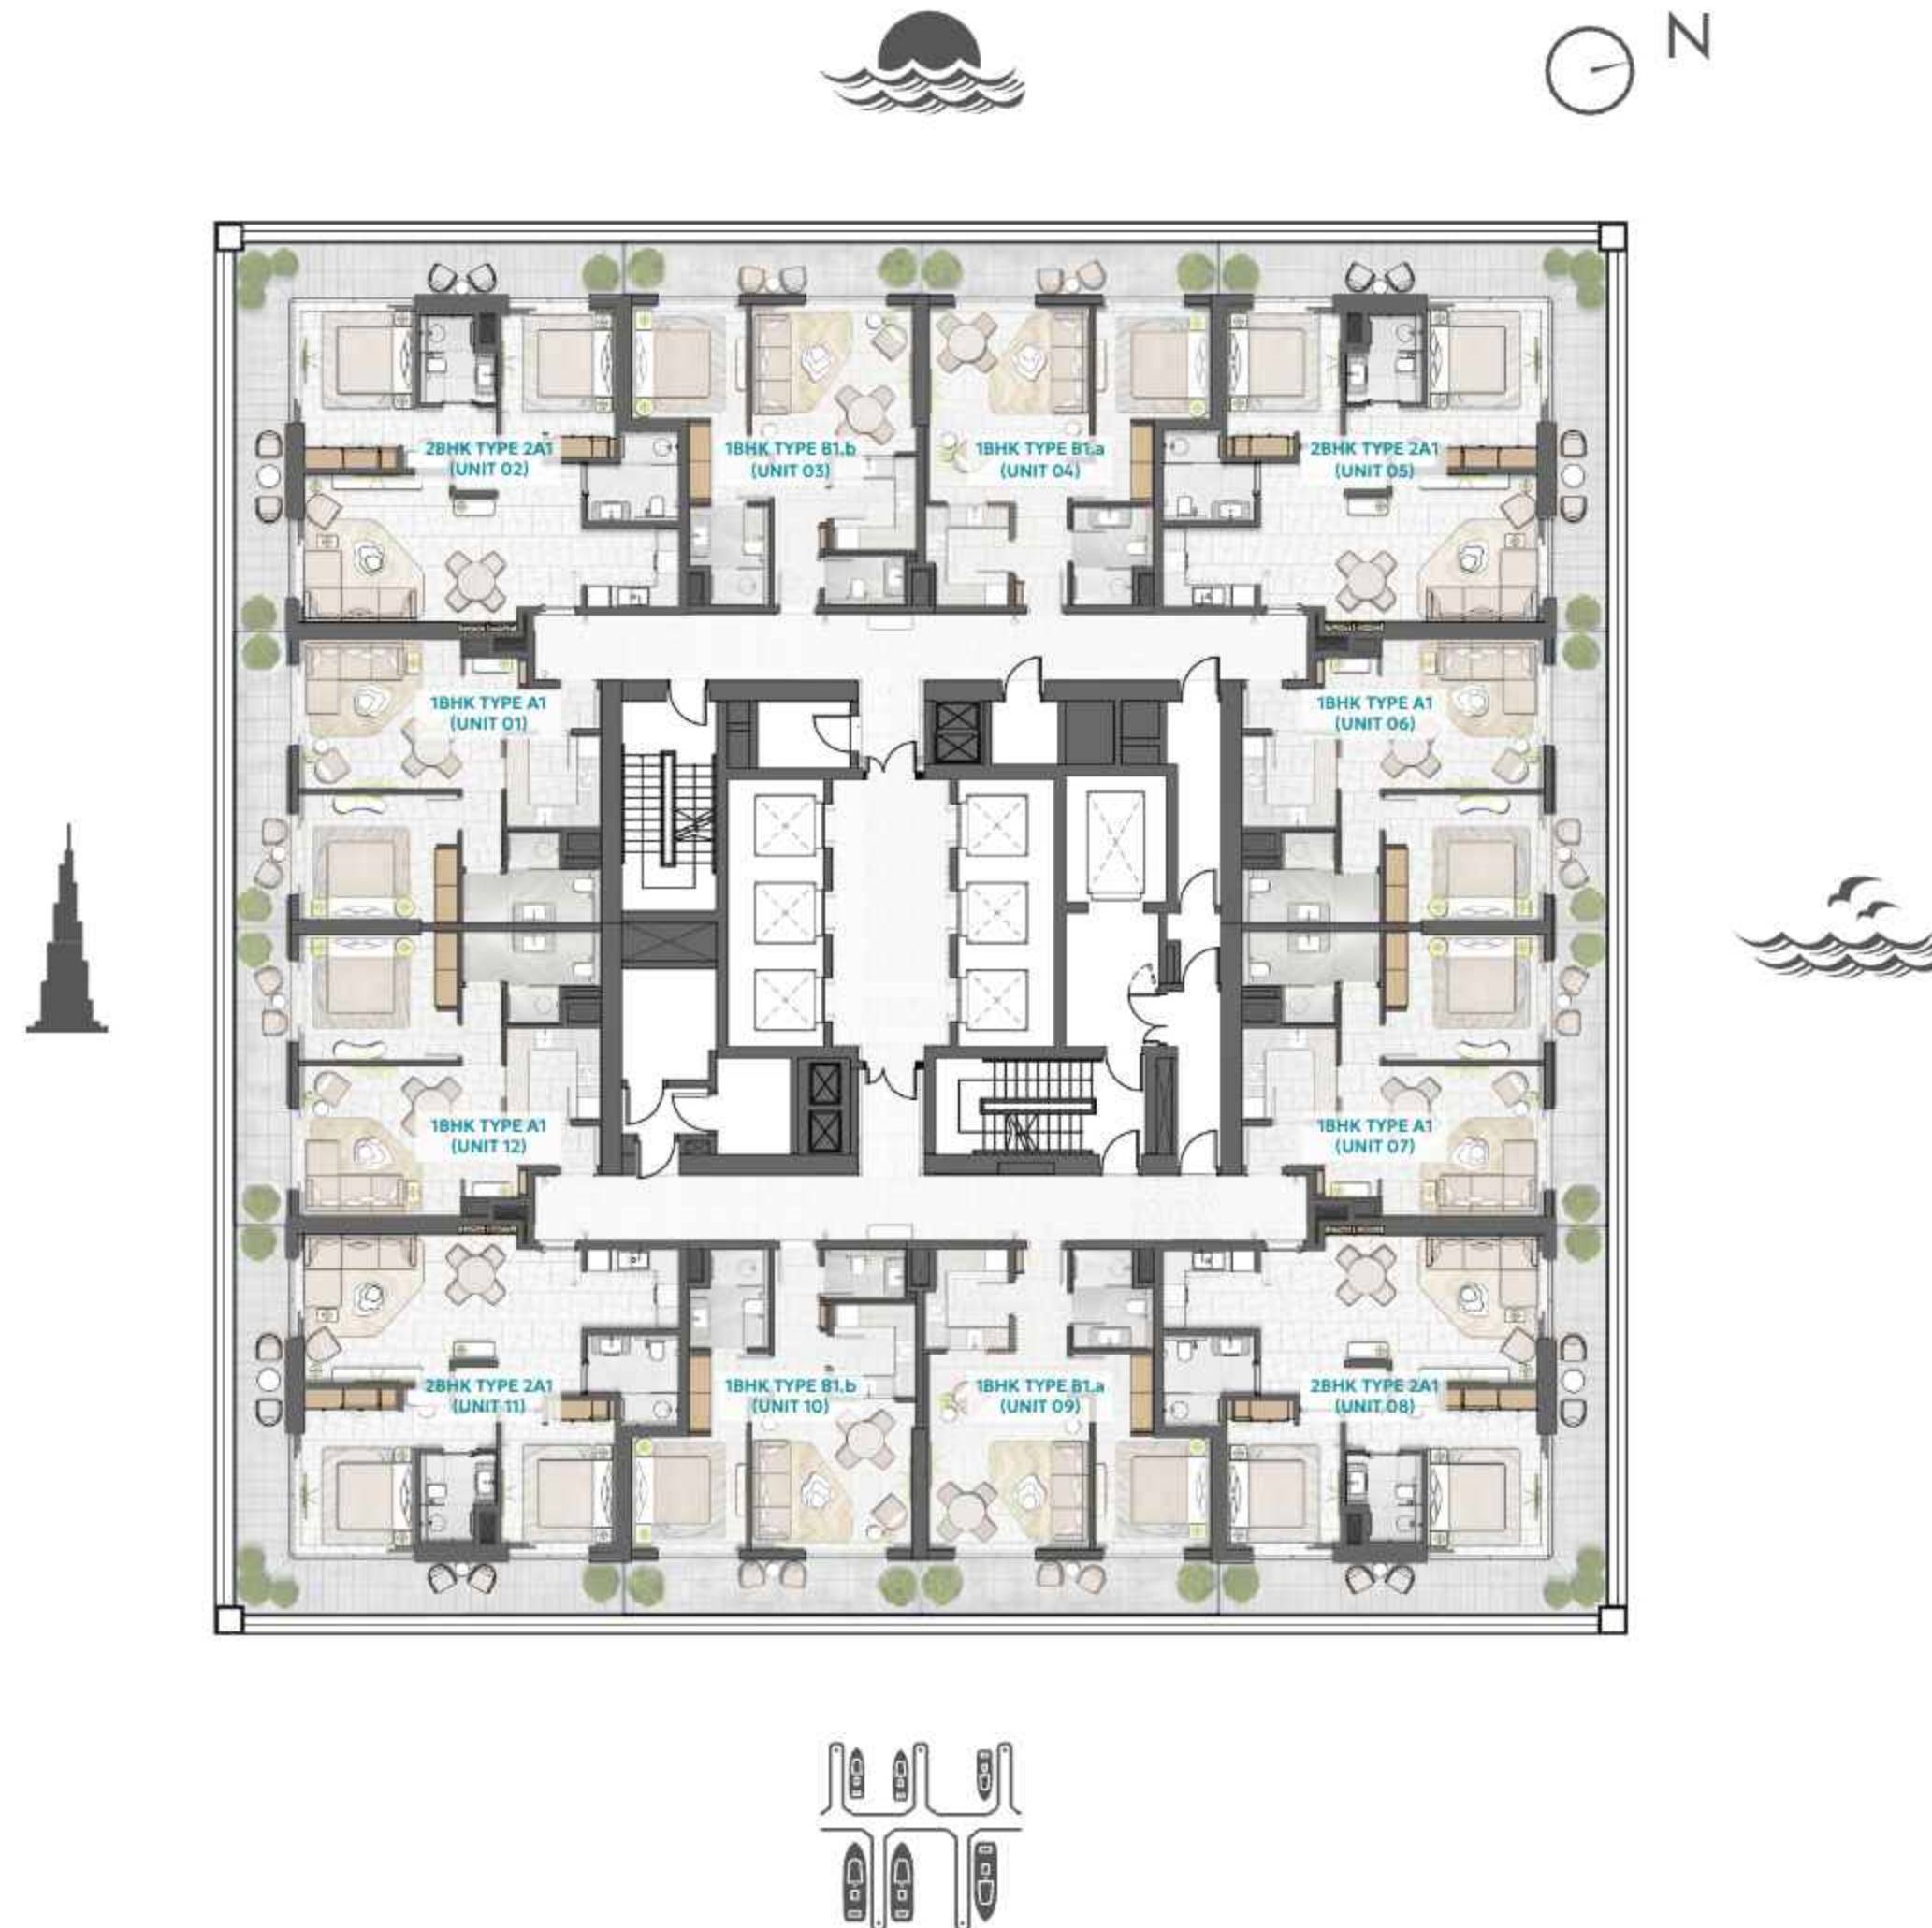 N
2BHK TYPE 2A1
(UNIT 02)
1BHK TYPE B1.b
(UNIT 03)
1BHK TYPE B1.a
(UNIT 04)
2BHK TYPE 2A1
(UNIT 05)
1BHK TYPE A1
(UNIT 01)
1BHK TYPE A1
(UNIT 06)
1BHK TYPE A1
(UNIT 12)
1BHK TYPE A1
(UNIT 07)
2BHK TYPE 2A1
(UNIT 11)
1BHK TYPE B1.b
(UNIT 10)
1BHK TYPE B1.a
(UNIT 09)
2BHK TYPE 2A1
(UNIT 08)